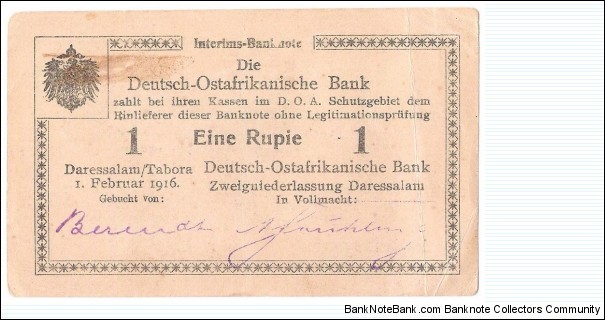 Interims-Banknote
Die
Deutsch-Ostafrikanische Bank
zahlt bei ihren Kassen im D. O. A. Schutzgebiet dem
Einlieferer dieser Banknote ohne Legitimationsprüfung
1 Eine Rupie 1
Daressalam/Tabora Deutsch-Ostafrikanische Bank
1. Februar 1916. Zweigniederlassung Daressalam
Gebucht von: In Vollmacht:
Berendt
BankNoteBank.com Banknote Collectors Community